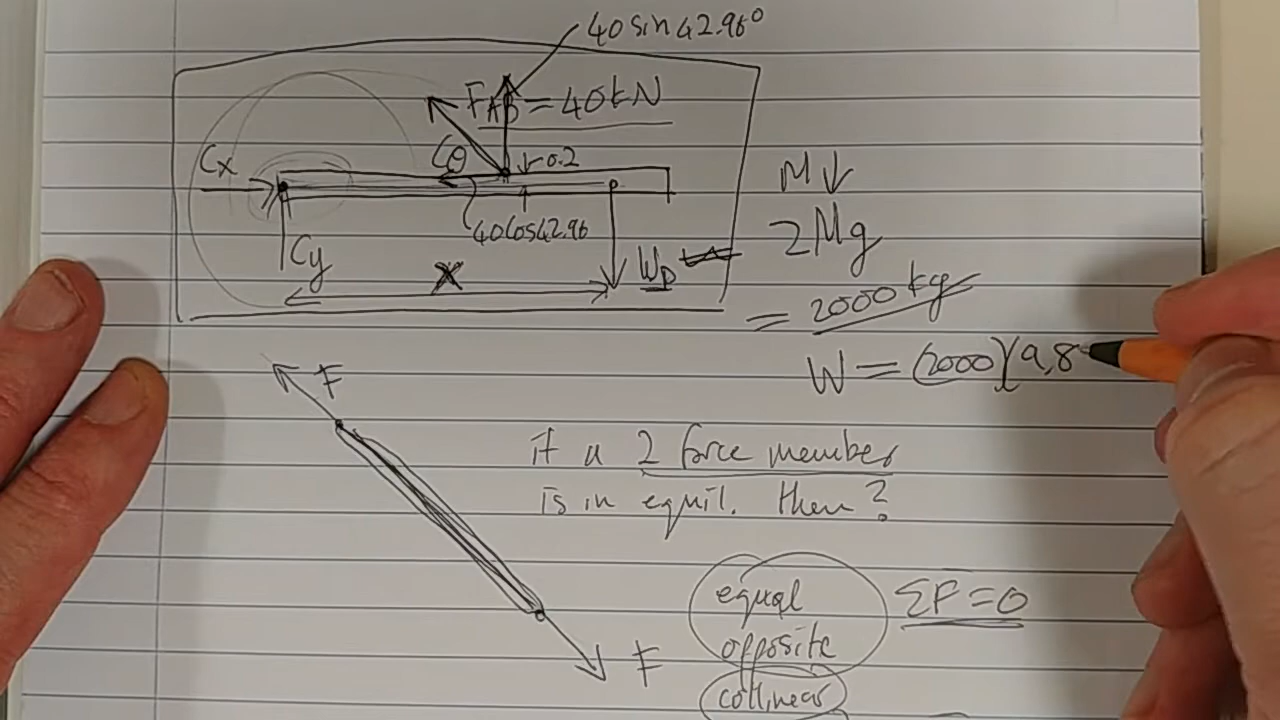 40sin42.96°
FAB = 40kN
Cx
θ
0.2
40cos42.96
Cy
X
WD
M
2Mg
= 2000 kg
W = (2000)(9.8
F
if a 2 force member
is in equil. then ?
equal
opposite
collinear
ΣF = 0
F